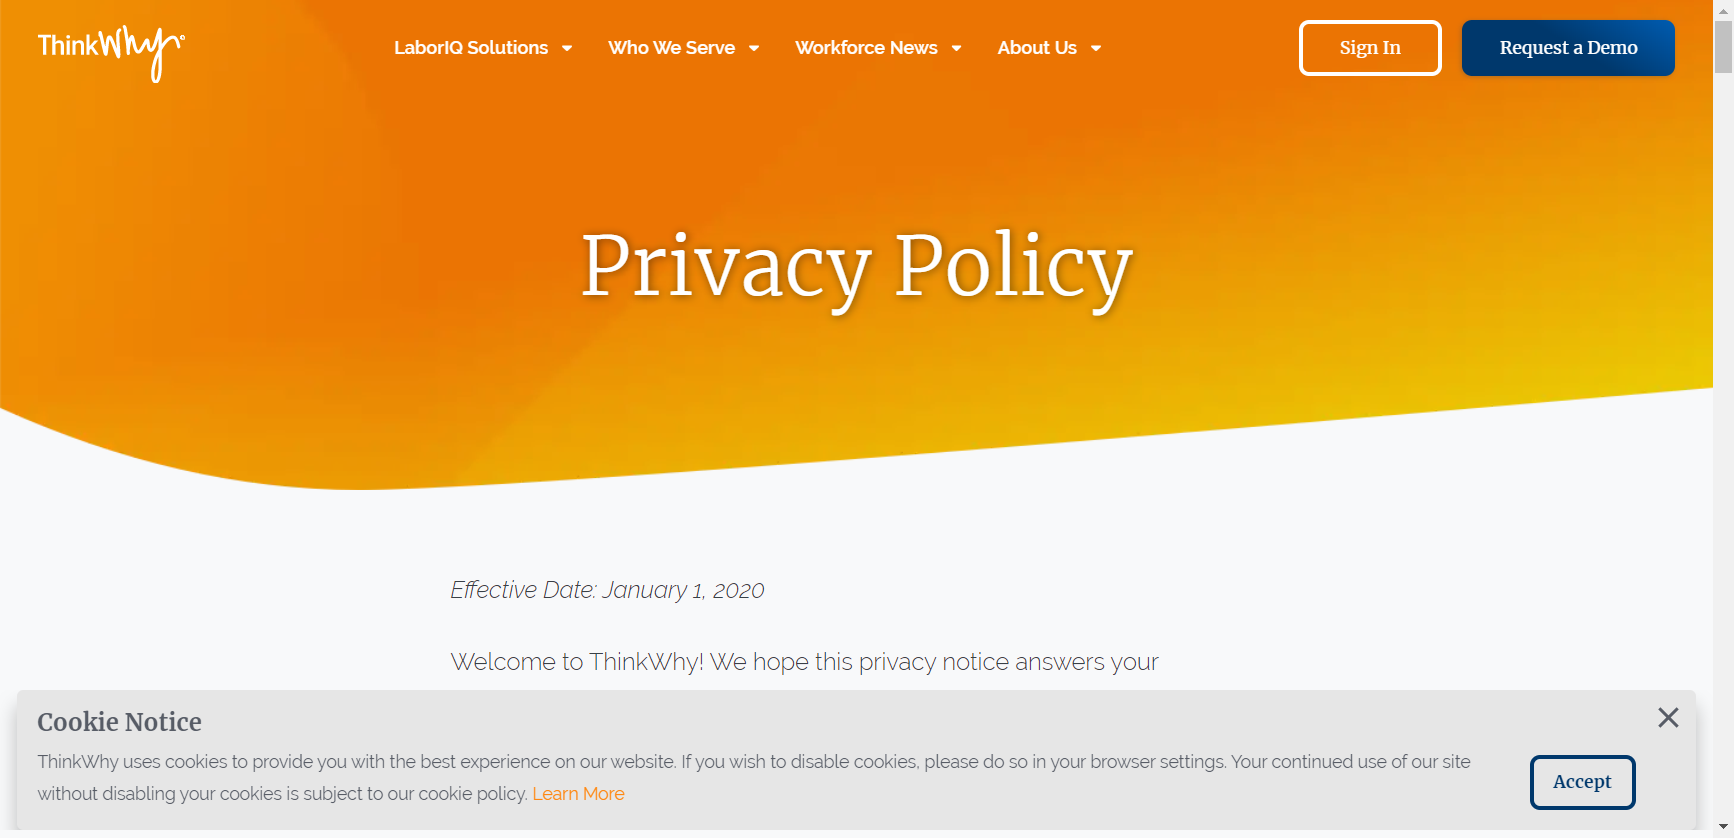 ThinkWhy
LaborIQ Solutions
Who We Serve
Workforce News
About Us
Sign In
Request a Demo
Privacy Policy
Effective Date: January 1, 2020
Welcome to ThinkWhy! We hope this privacy notice answers your
Cookie Notice
ThinkWhy uses cookies to provide you with the best experience on our website. If you wish to disable cookies, please do so in your browser settings. Your continued use of our site
without disabling your cookies is subject to our cookie policy. Learn More
Accept